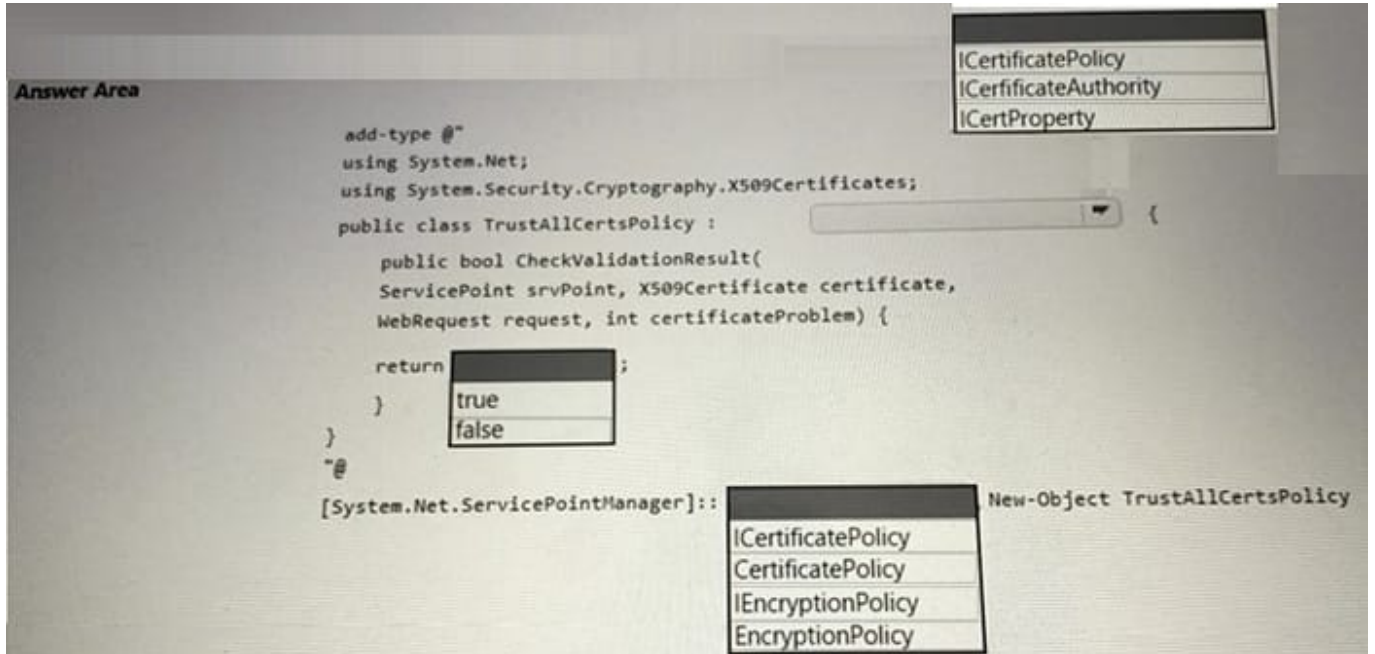 ICertificatePolicy
ICerfificateAuthority
ICertProperty
Answer Area
add-type @"
using System.Net;
using System.Security.Cryptography.X509Certificates;
public class TrustAllCertsPolicy : {
public bool CheckValidationResult(
ServicePoint srvPoint, X509Certificate certificate,
WebRequest request, int certificateProblem) {
return ;
true
false
}
}
"@
[System.Net.ServicePointManager]:: New-Object TrustAllCertsPolicy
ICertificatePolicy
CertificatePolicy
IEncryptionPolicy
EncryptionPolicy